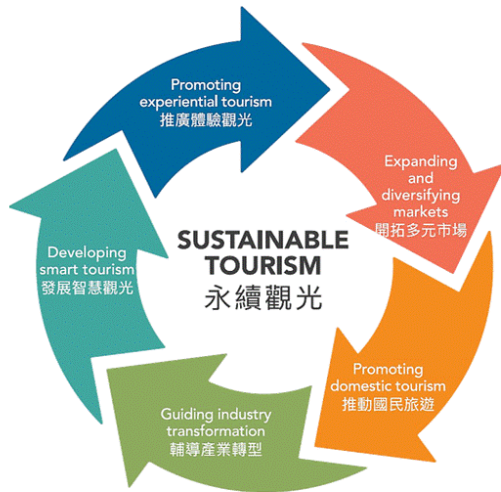 Promoting
experiential tourism
推廣體驗觀光
Expanding
and
diversifying
markets
開拓多元市場
Promoting
domestic tourism
推動國民旅遊
Guiding industry
transformation
輔導產業轉型
Developing
smart tourism
發展智慧觀光
SUSTAINABLE
TOURISM
永續觀光